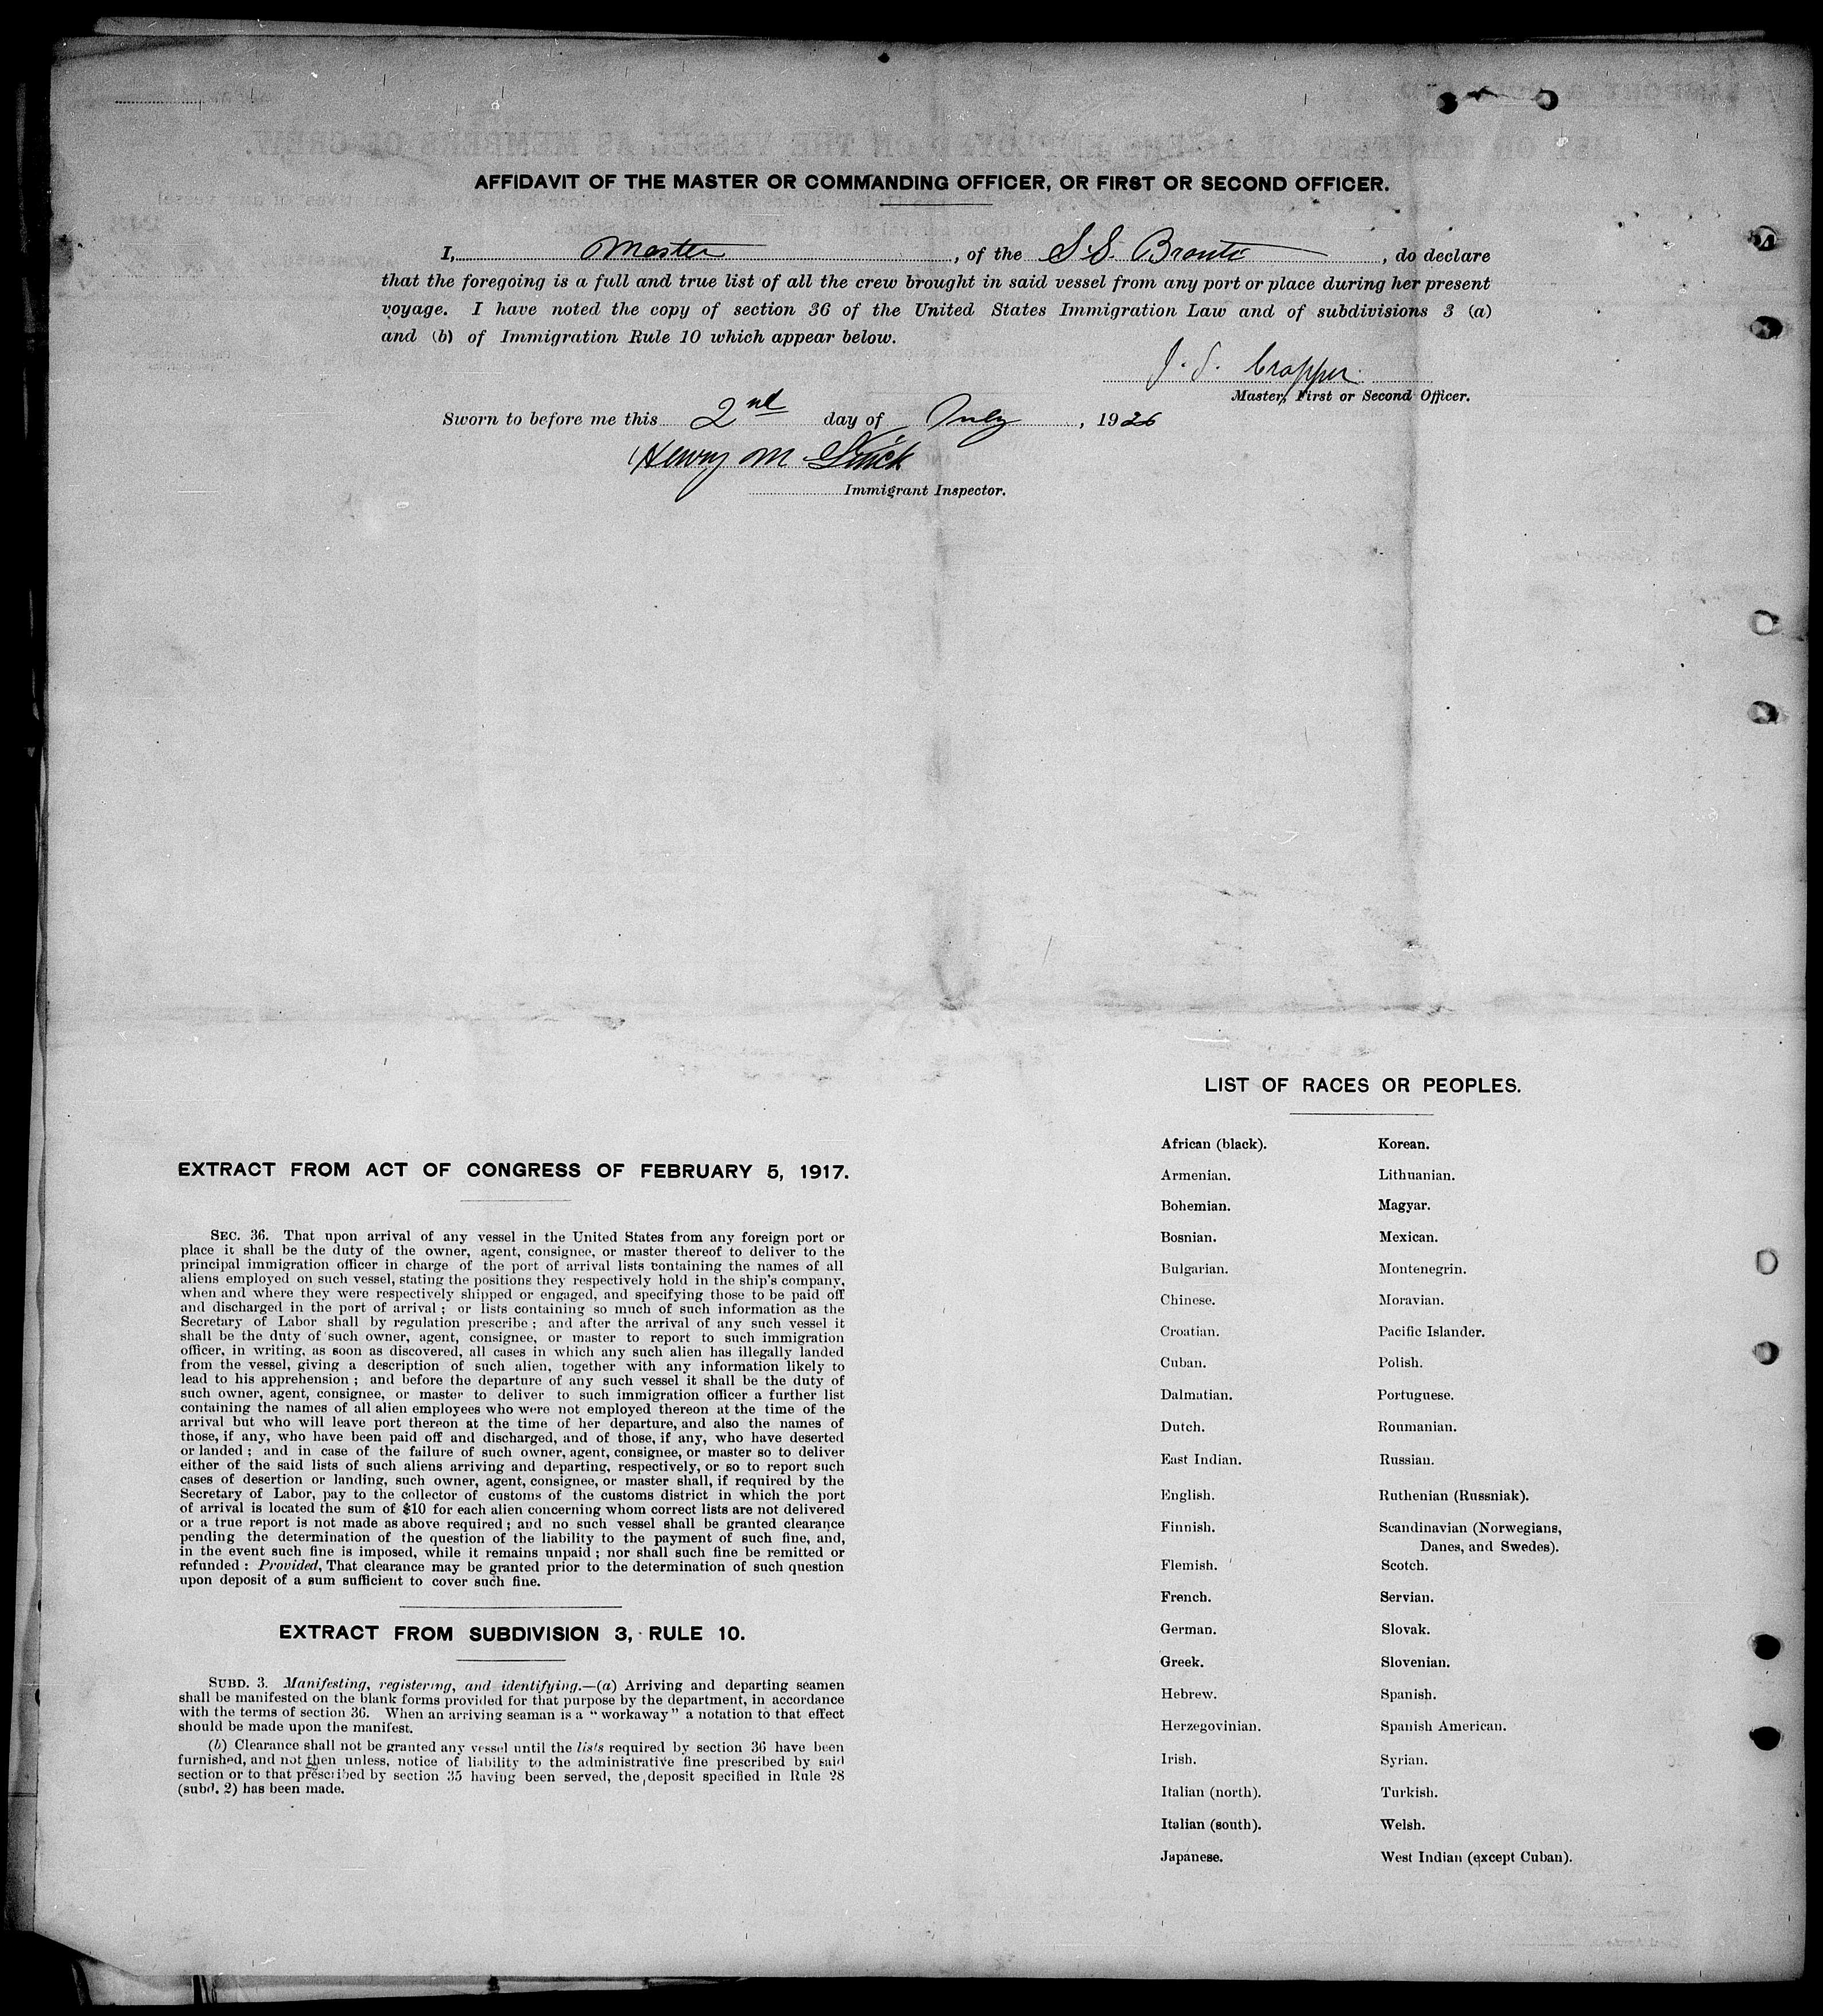 AFFIDAVIT OF THE MASTER OR COMMANDING OFFICER, OR FIRST OR SECOND OFFICER.
I, Master, of the S.S. Bronte, do declare
that the foregoing is a full and true list of all the crew brought in said vessel from any port or place during her present
voyage. I have noted the copy of section 36 of the United States Immigration Law and of subdivisions 3 (a)
and (b) of Immigration Rule 10 which appear below.
J. S. Crapper
Master, First or Second Officer.
Sworn to before me this 2nd day of July, 1926
Henry M
Immigrant Inspector.
EXTRACT FROM ACT OF CONGRESS OF FEBRUARY 5, 1917.
SEC. 36. That upon arrival of any vessel in the United States from any foreign port or
place it shall be the duty of the owner, agent, consignee, or master thereof to deliver to the
principal immigration officer in charge of the port of arrival lists containing the names of all
aliens employed on such vessel, stating the positions they respectively hold in the ship's company,
when and where they were respectively shipped or engaged, and specifying those to be paid off
and discharged in the port of arrival; or lists containing so much of such information as the
Secretary of Labor shall by regulation prescribe; and after the arrival of any such vessel it
shall be the duty of such owner, agent, consignee, or master to report to such immigration
officer, in writing, as soon as discovered, all cases in which any such alien has illegally landed
from the vessel, giving a description of such alien, together with any information likely to
lead to his apprehension; and before the departure of any such vessel it shall be the duty of
such owner, agent, consignee, or master to deliver to such immigration officer a further list
containing the names of all alien employees who were not employed thereon at the time of the
arrival but who will leave port thereon at the time of her departure, and also the names of
those, if any, who have been paid off and discharged, and of those, if any, who have deserted
or landed; and in case of the failure of such owner, agent, consignee, or master so to deliver
either of the said lists of such aliens arriving and departing, respectively, or so to report such
cases of desertion or landing, such owner, agent, consignee, or master shall, if required by the
Secretary of Labor, pay to the collector of customs of the customs district in which the port
of arrival is located the sum of $10 for each alien concerning whom correct lists are not delivered
or a true report is not made as above required; and no such vessel shall be granted clearance
pending the determination of the question of the liability to the payment of such fine, and,
in the event such fine is imposed, while it remains unpaid; nor shall such fine be remitted or
refunded: Provided, That clearance may be granted prior to the determination of such question
upon deposit of a sum sufficient to cover such fine.
EXTRACT FROM SUBDIVISION 3, RULE 10.
SUBD. 3. Manifesting, registering, and identifying.—(a) Arriving and departing seamen
shall be manifested on the blank forms provided for that purpose by the department, in accordance
with the terms of section 36. When an arriving seaman is a "workaway" a notation to that effect
should be made upon the manifest.
(b) Clearance shall not be granted any vessel until the lists required by section 36 have been
furnished, and not then unless, notice of liability to the administrative fine prescribed by said
section or to that prescribed by section 35 having been served, the deposit specified in Rule 28
(subd. 2) has been made.
LIST OF RACES OR PEOPLES.
African (black).
Armenian.
Bohemian.
Bosnian.
Bulgarian.
Chinese.
Croatian.
Cuban.
Dalmatian.
Dutch.
East Indian.
English.
Finnish.
Flemish.
French.
German.
Greek.
Hebrew.
Herzegovinian.
Irish.
Italian (north).
Italian (south).
Japanese.
Korean.
Lithuanian.
Magyar.
Mexican.
Montenegrin.
Moravian.
Pacific Islander.
Polish.
Portuguese.
Roumanian.
Russian.
Ruthenian (Russniak).
Scandinavian (Norwegians,
Danes, and Swedes).
Scotch.
Servian.
Slovak.
Slovenian.
Spanish.
Spanish American.
Syrian.
Turkish.
Welsh.
West Indian (except Cuban).